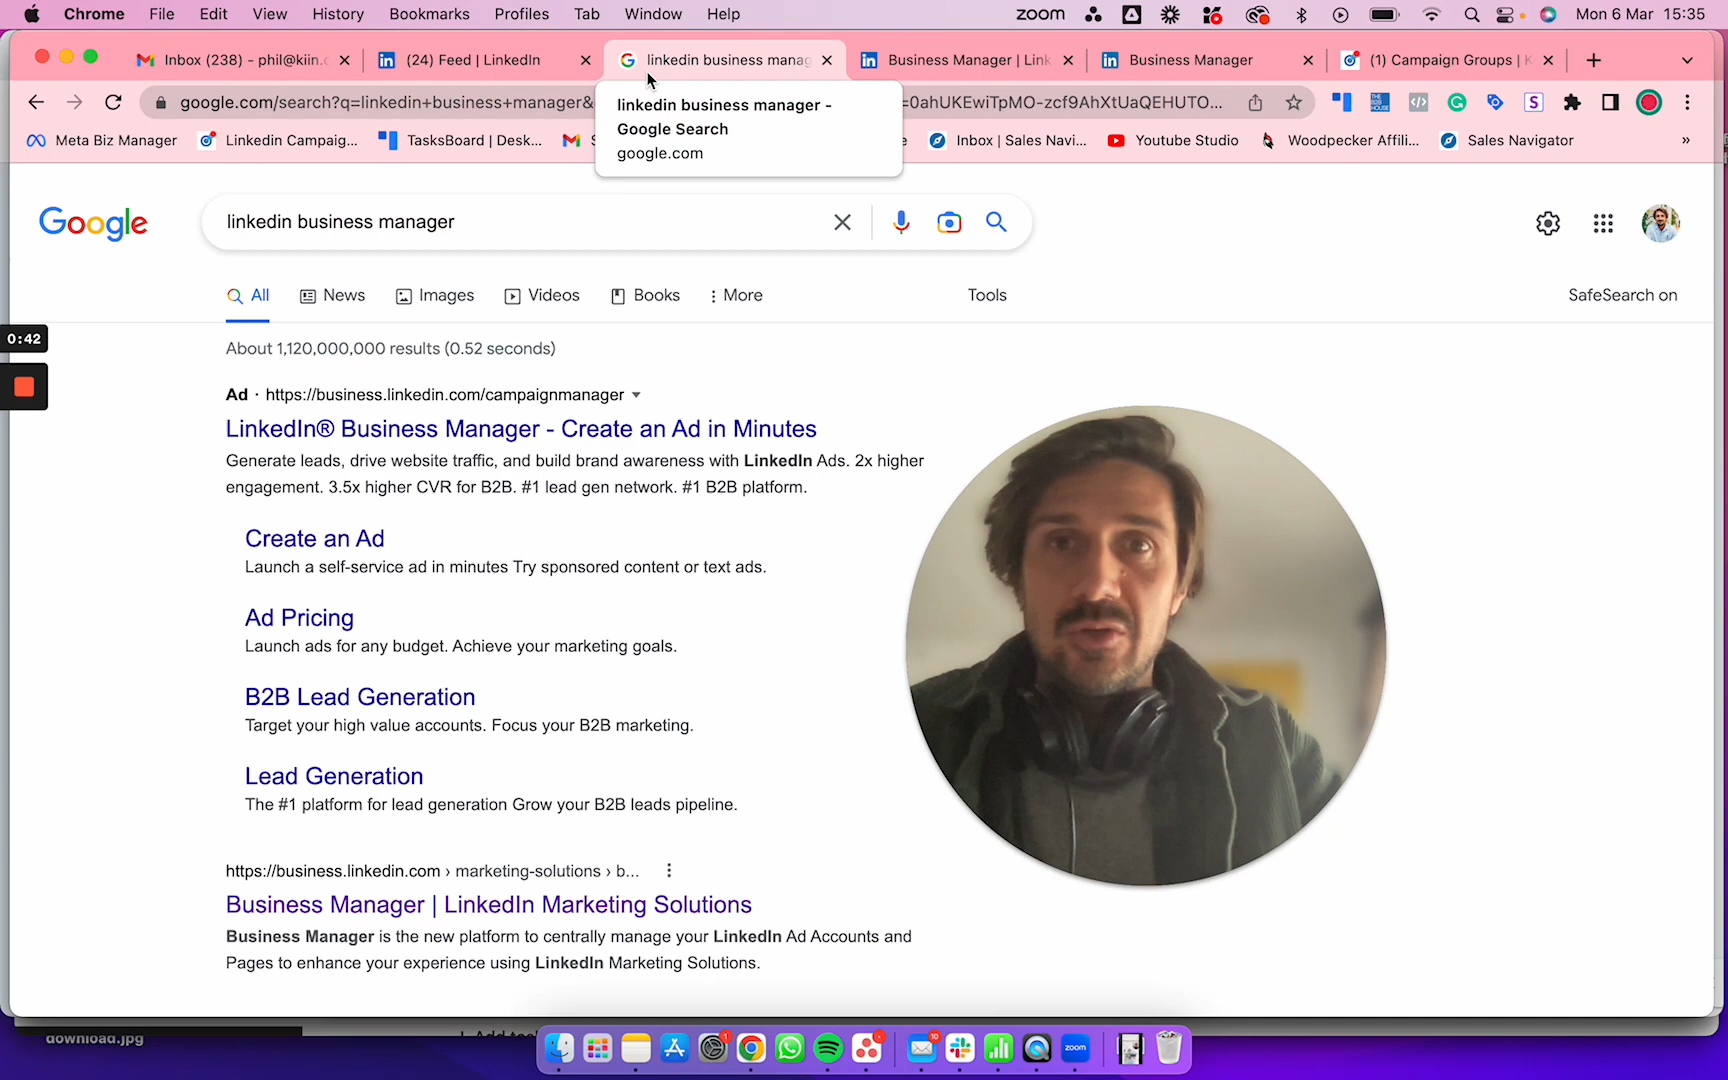 Chrome File Edit View History Bookmarks Profiles Tab Window Help zoom Mon 6 Mar 15:35
Inbox (238) - phil@kiin.c
(24) Feed | LinkedIn
linkedin business manag
Business Manager | Link
Business Manager
(1) Campaign Groups | K
google.com/search?q=linkedin+business+manager&
=0ahUKEwiTpMO-zcf9AhXtUaQEHUTO...
linkedin business manager -
Google Search
google.com
Meta Biz Manager
Linkedin Campaig...
TasksBoard | Desk...
Inbox | Sales Navi...
Youtube Studio
Woodpecker Affili...
Sales Navigator
»
Google
linkedin business manager
All News Images Videos Books More Tools SafeSearch on
0:42
About 1,120,000,000 results (0.52 seconds)
Ad · https://business.linkedin.com/campaignmanager
LinkedIn® Business Manager - Create an Ad in Minutes
Generate leads, drive website traffic, and build brand awareness with LinkedIn Ads. 2x higher
engagement. 3.5x higher CVR for B2B. #1 lead gen network. #1 B2B platform.
Create an Ad
Launch a self-service ad in minutes Try sponsored content or text ads.
Ad Pricing
Launch ads for any budget. Achieve your marketing goals.
B2B Lead Generation
Target your high value accounts. Focus your B2B marketing.
Lead Generation
The #1 platform for lead generation Grow your B2B leads pipeline.
https://business.linkedin.com › marketing-solutions › b...
Business Manager | LinkedIn Marketing Solutions
Business Manager is the new platform to centrally manage your LinkedIn Ad Accounts and
Pages to enhance your experience using LinkedIn Marketing Solutions.
download.jpg
1
10
zoom